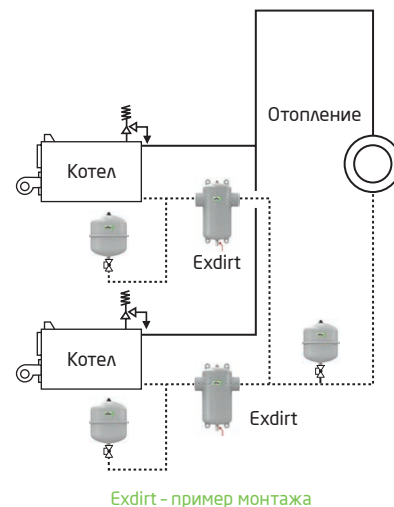 Отопление
Котел
Exdirt
Котел
Exdirt
Exdirt – пример монтажа